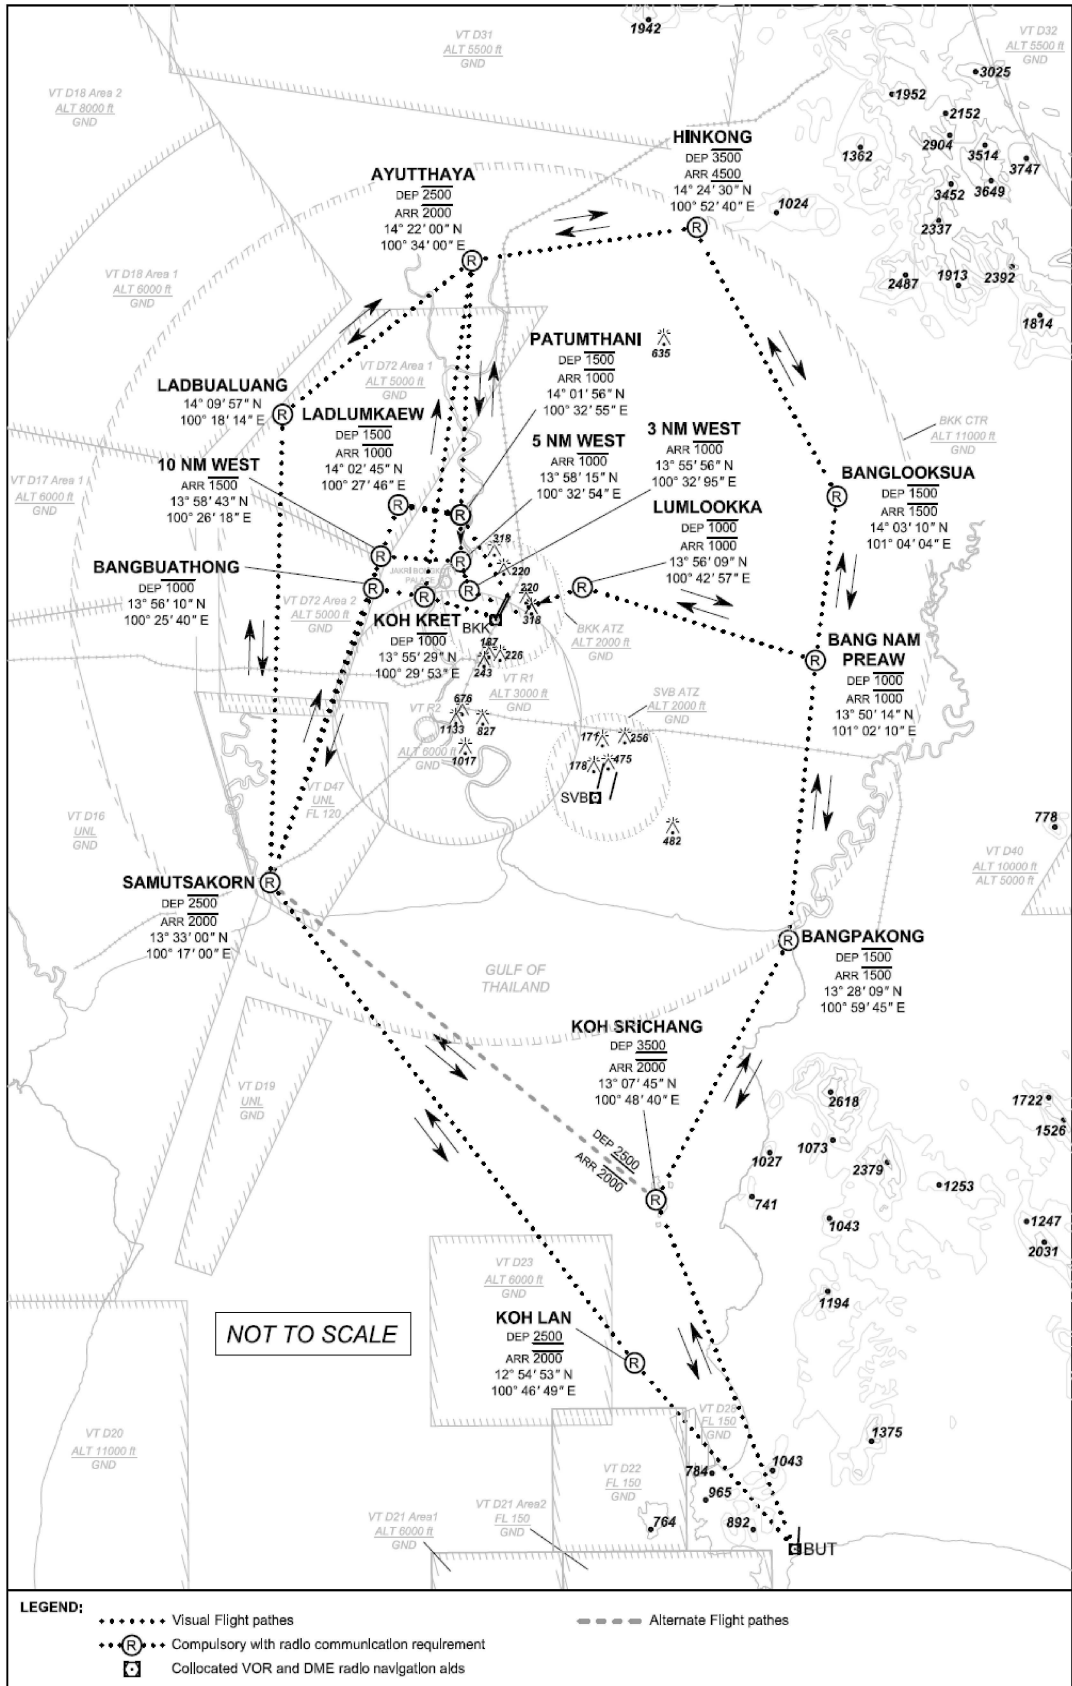 1942
VT D31
ALT 5500 ft
GND
VT D32
ALT 5500 ft
GND
3025
1952
2152
VT D18 Area 2
ALT 8000 ft
GND
HINKONG
DEP 3500
ARR 4500
14° 24' 30" N
100° 52' 40" E
1362
2904
3514
3747
3452
3649
1024
2337
AYUTTHAYA
DEP 2500
ARR 2000
14° 22' 00" N
100° 34' 00" E
R
R
VT D18 Area 1
ALT 6000 ft
GND
2487
1913
2392
1814
PATUMTHANI
DEP 1500
ARR 1000
14° 01' 56" N
100° 32' 55" E
635
VT D72 Area 1
ALT 5000 ft
GND
LADBUALUANG
14° 09' 57" N
100° 18' 14" E
R
LADLUMKAEW
DEP 1500
ARR 1000
14° 02' 45" N
100° 27' 46" E
5 NM WEST
ARR 1000
13° 58' 15" N
100° 32' 54" E
3 NM WEST
ARR 1000
13° 55' 56" N
100° 32' 95" E
BKK CTR
ALT 11000 ft
GND
10 NM WEST
ARR 1500
13° 58' 43" N
100° 26' 18" E
VT D17 Area 1
ALT 6000 ft
GND
BANGLOOKSUA
DEP 1500
ARR 1500
14° 03' 10" N
101° 04' 04" E
R
LUMLOOKKA
DEP 1000
ARR 1000
13° 56' 09" N
100° 42' 57" E
R
R
R
R
318
220
BANGBUATHONG
DEP 1000
13° 56' 10" N
100° 25' 40" E
R
R
R
R
PALACE
220
318
VT D72 Area 2
ALT 5000 ft
GND
KOH KRET
DEP 1000
13° 55' 29" N
100° 29' 53" E
BKK
187
226
243
BKK ATZ
ALT 2000 ft
GND
R
BANG NAM
PREAW
DEP 1000
ARR 1000
13° 50' 14" N
101° 02' 10" E
VT R1
ALT 3000 ft
GND
SVB ATZ
ALT 2000 ft
GND
676
VT R2
1133
827
1017
ALT 6000 ft
GND
171
256
178
475
SVB
482
VT D47
UNL
FL 120
VT D16
UNL
GND
778
VT D40
ALT 10000 ft
ALT 5000 ft
SAMUTSAKORN
DEP 2500
ARR 2000
13° 33' 00" N
100° 17' 00" E
R
R
BANGPAKONG
DEP 1500
ARR 1500
13° 28' 09" N
100° 59' 45" E
GULF OF
THAILAND
KOH SRICHANG
DEP 3500
ARR 2000
13° 07' 45" N
100° 48' 40" E
VT D19
UNL
GND
2618
1722
1526
1073
1027
2379
1253
DEP 2500
ARR 2000
R
741
1043
1247
2031
VT D23
ALT 6000 ft
GND
1194
NOT TO SCALE
KOH LAN
DEP 2500
ARR 2000
12° 54' 53" N
100° 46' 49" E
R
FL 150
GND
1375
VT D20
ALT 11000 ft
GND
VT D22
FL 150
GND
784
1043
965
VT D21 Area1
ALT 6000 ft
GND
VT D21 Area2
FL 150
GND
764
892
BUT
LEGEND:
Visual Flight pathes
Alternate Flight pathes
R
Compulsory with radio communication requirement
Collocated VOR and DME radio navigation aids